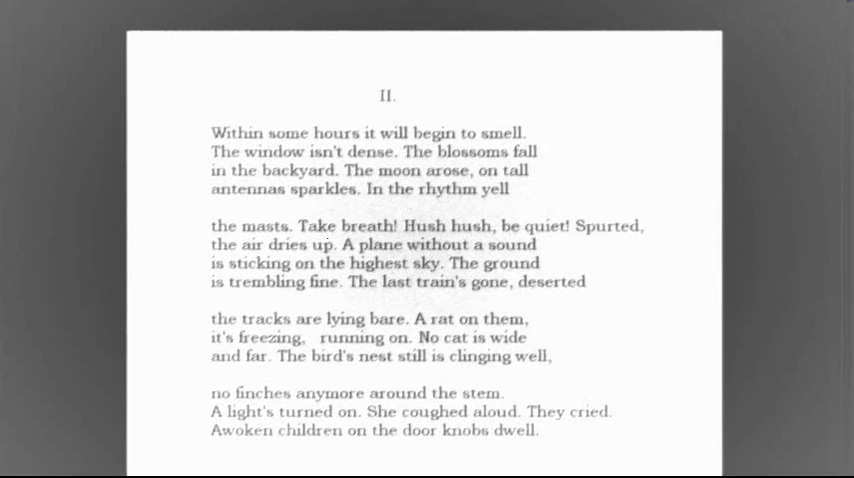 II.
Within some hours it will begin to smell.
The window isn't dense. The blossoms fall
in the backyard. The moon arose, on tall
antennas sparkles. In the rhythm yell
the masts. Take breath! Hush hush, be quiet! Spurted,
the air dries up. A plane without a sound
is sticking on the highest sky. The ground
is trembling fine. The last train's gone, deserted
the tracks are lying bare. A rat on them,
it's freezing, running on. No cat is wide
and far. The bird's nest still is clinging well,
no finches anymore around the stem.
A light's turned on. She coughed aloud. They cried.
Awoken children on the door knobs dwell.